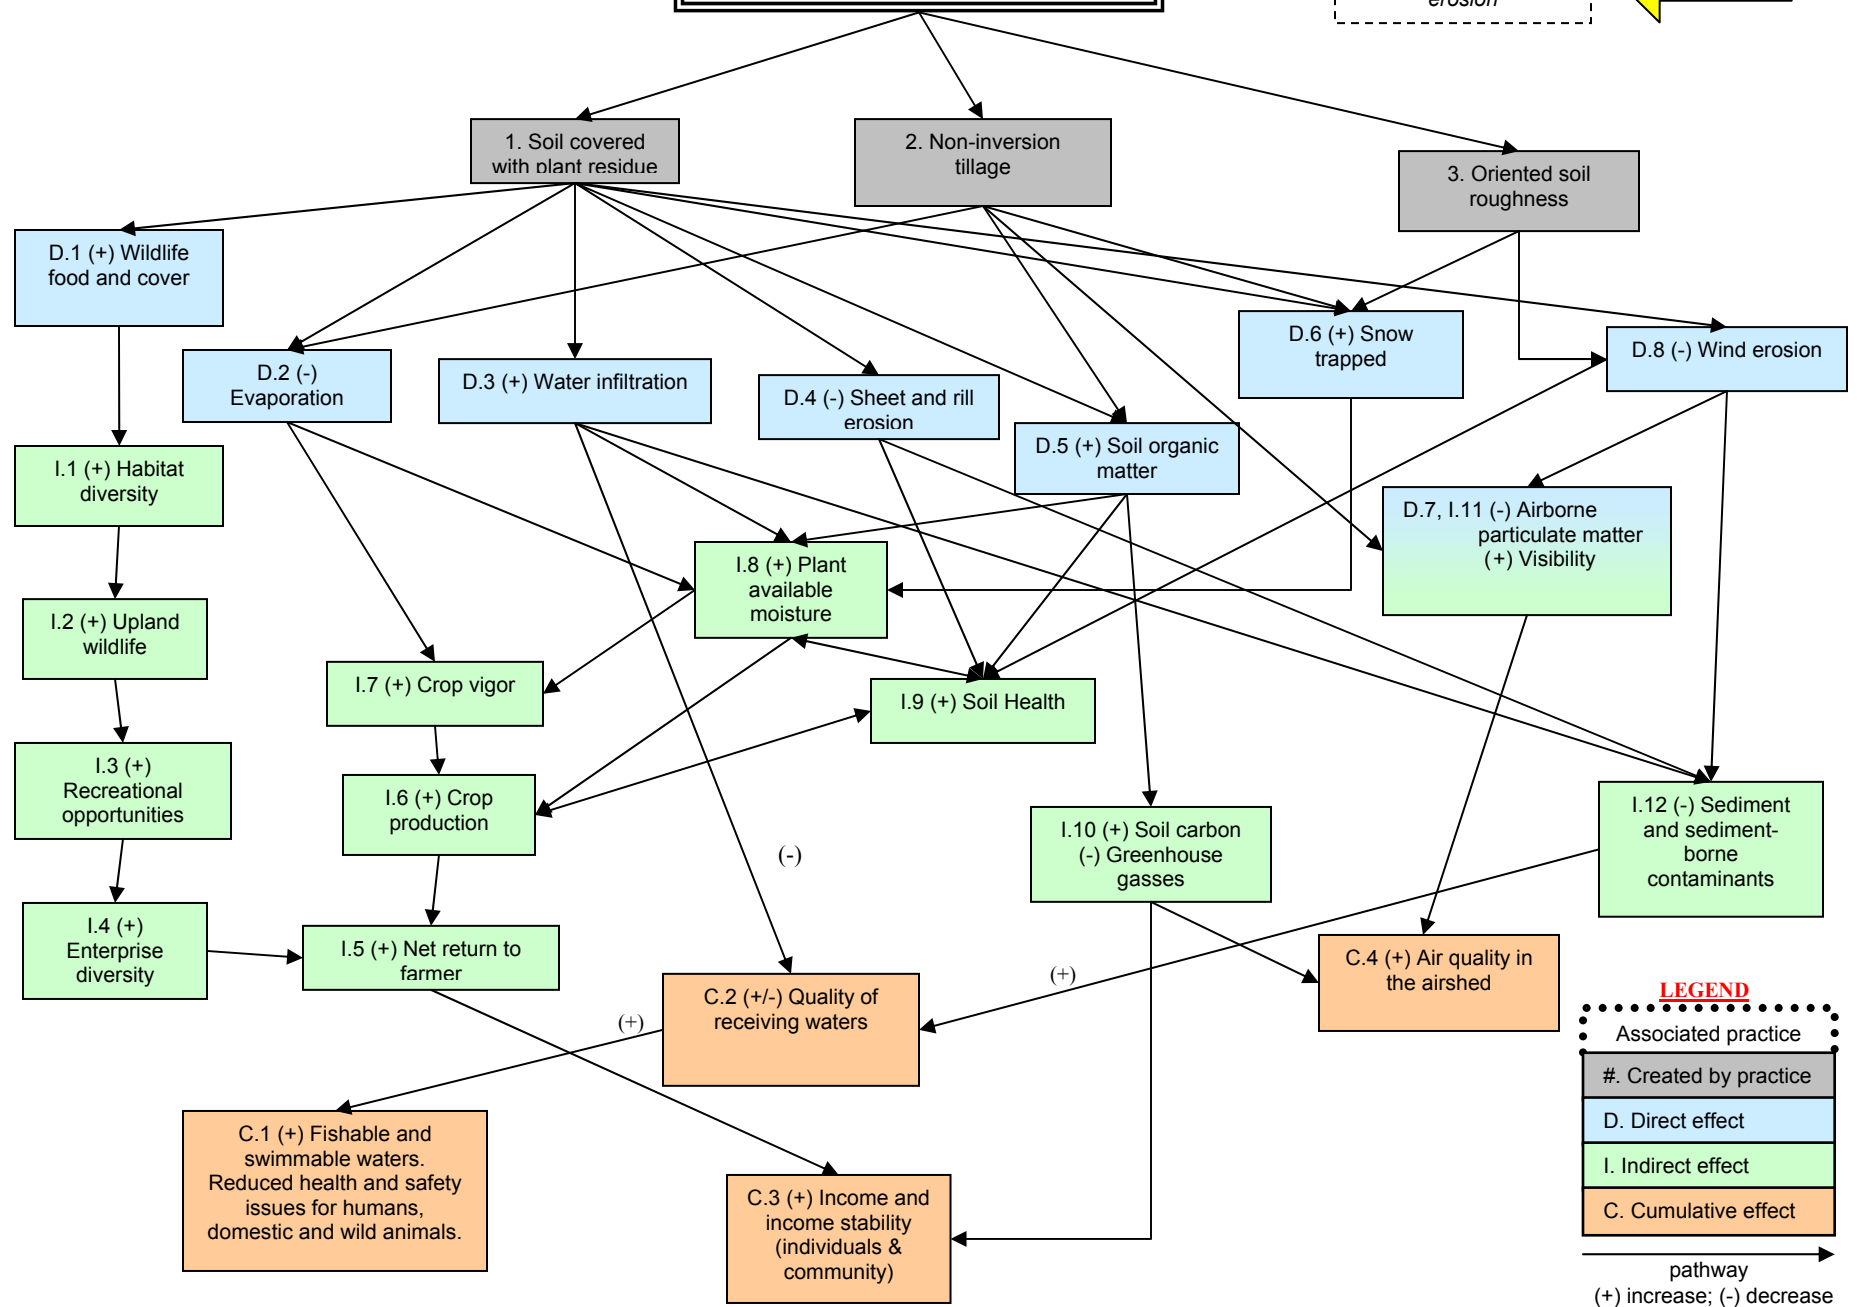 erosion
1. Soil covered
with plant residue
2. Non-inversion
tillage
3. Oriented soil
roughness
D.1 (+) Wildlife
food and cover
D.2 (-)
Evaporation
D.3 (+) Water infiltration
D.4 (-) Sheet and rill
erosion
D.5 (+) Soil organic
matter
D.6 (+) Snow
trapped
D.8 (-) Wind erosion
I.1 (+) Habitat
diversity
D.7, I.11 (-) Airborne
particulate matter
(+) Visibility
I.8 (+) Plant
available
moisture
I.2 (+) Upland
wildlife
I.7 (+) Crop vigor
I.9 (+) Soil Health
I.3 (+)
Recreational
opportunities
I.6 (+) Crop
production
(-)
I.10 (+) Soil carbon
(-) Greenhouse
gasses
I.12 (-) Sediment
and sediment-
borne
contaminants
I.4 (+)
Enterprise
diversity
I.5 (+) Net return to
farmer
C.4 (+) Air quality in
the airshed
(+)
C.2 (+/-) Quality of
receiving waters
(+)
C.1 (+) Fishable and
swimmable waters.
Reduced health and safety
issues for humans,
domestic and wild animals.
C.3 (+) Income and
income stability
(individuals &
community)
LEGEND
Associated practice
#. Created by practice
D. Direct effect
I. Indirect effect
C. Cumulative effect
pathway
(+) increase; (-) decrease